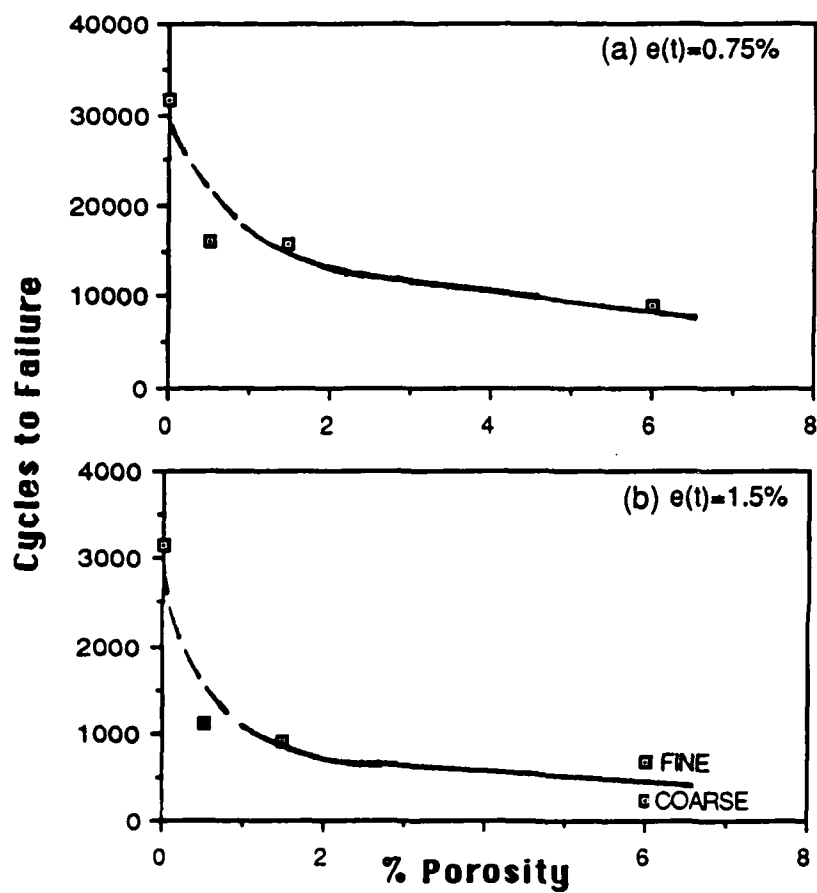 40000
(a) e(t)=0.75%
30000
20000
10000
0
0 2 4 6 8
Cycles to Failure
4000
(b) e(t)=1.5%
3000
2000
1000
FINE
COARSE
0
0 2 4 6 8
% Porosity